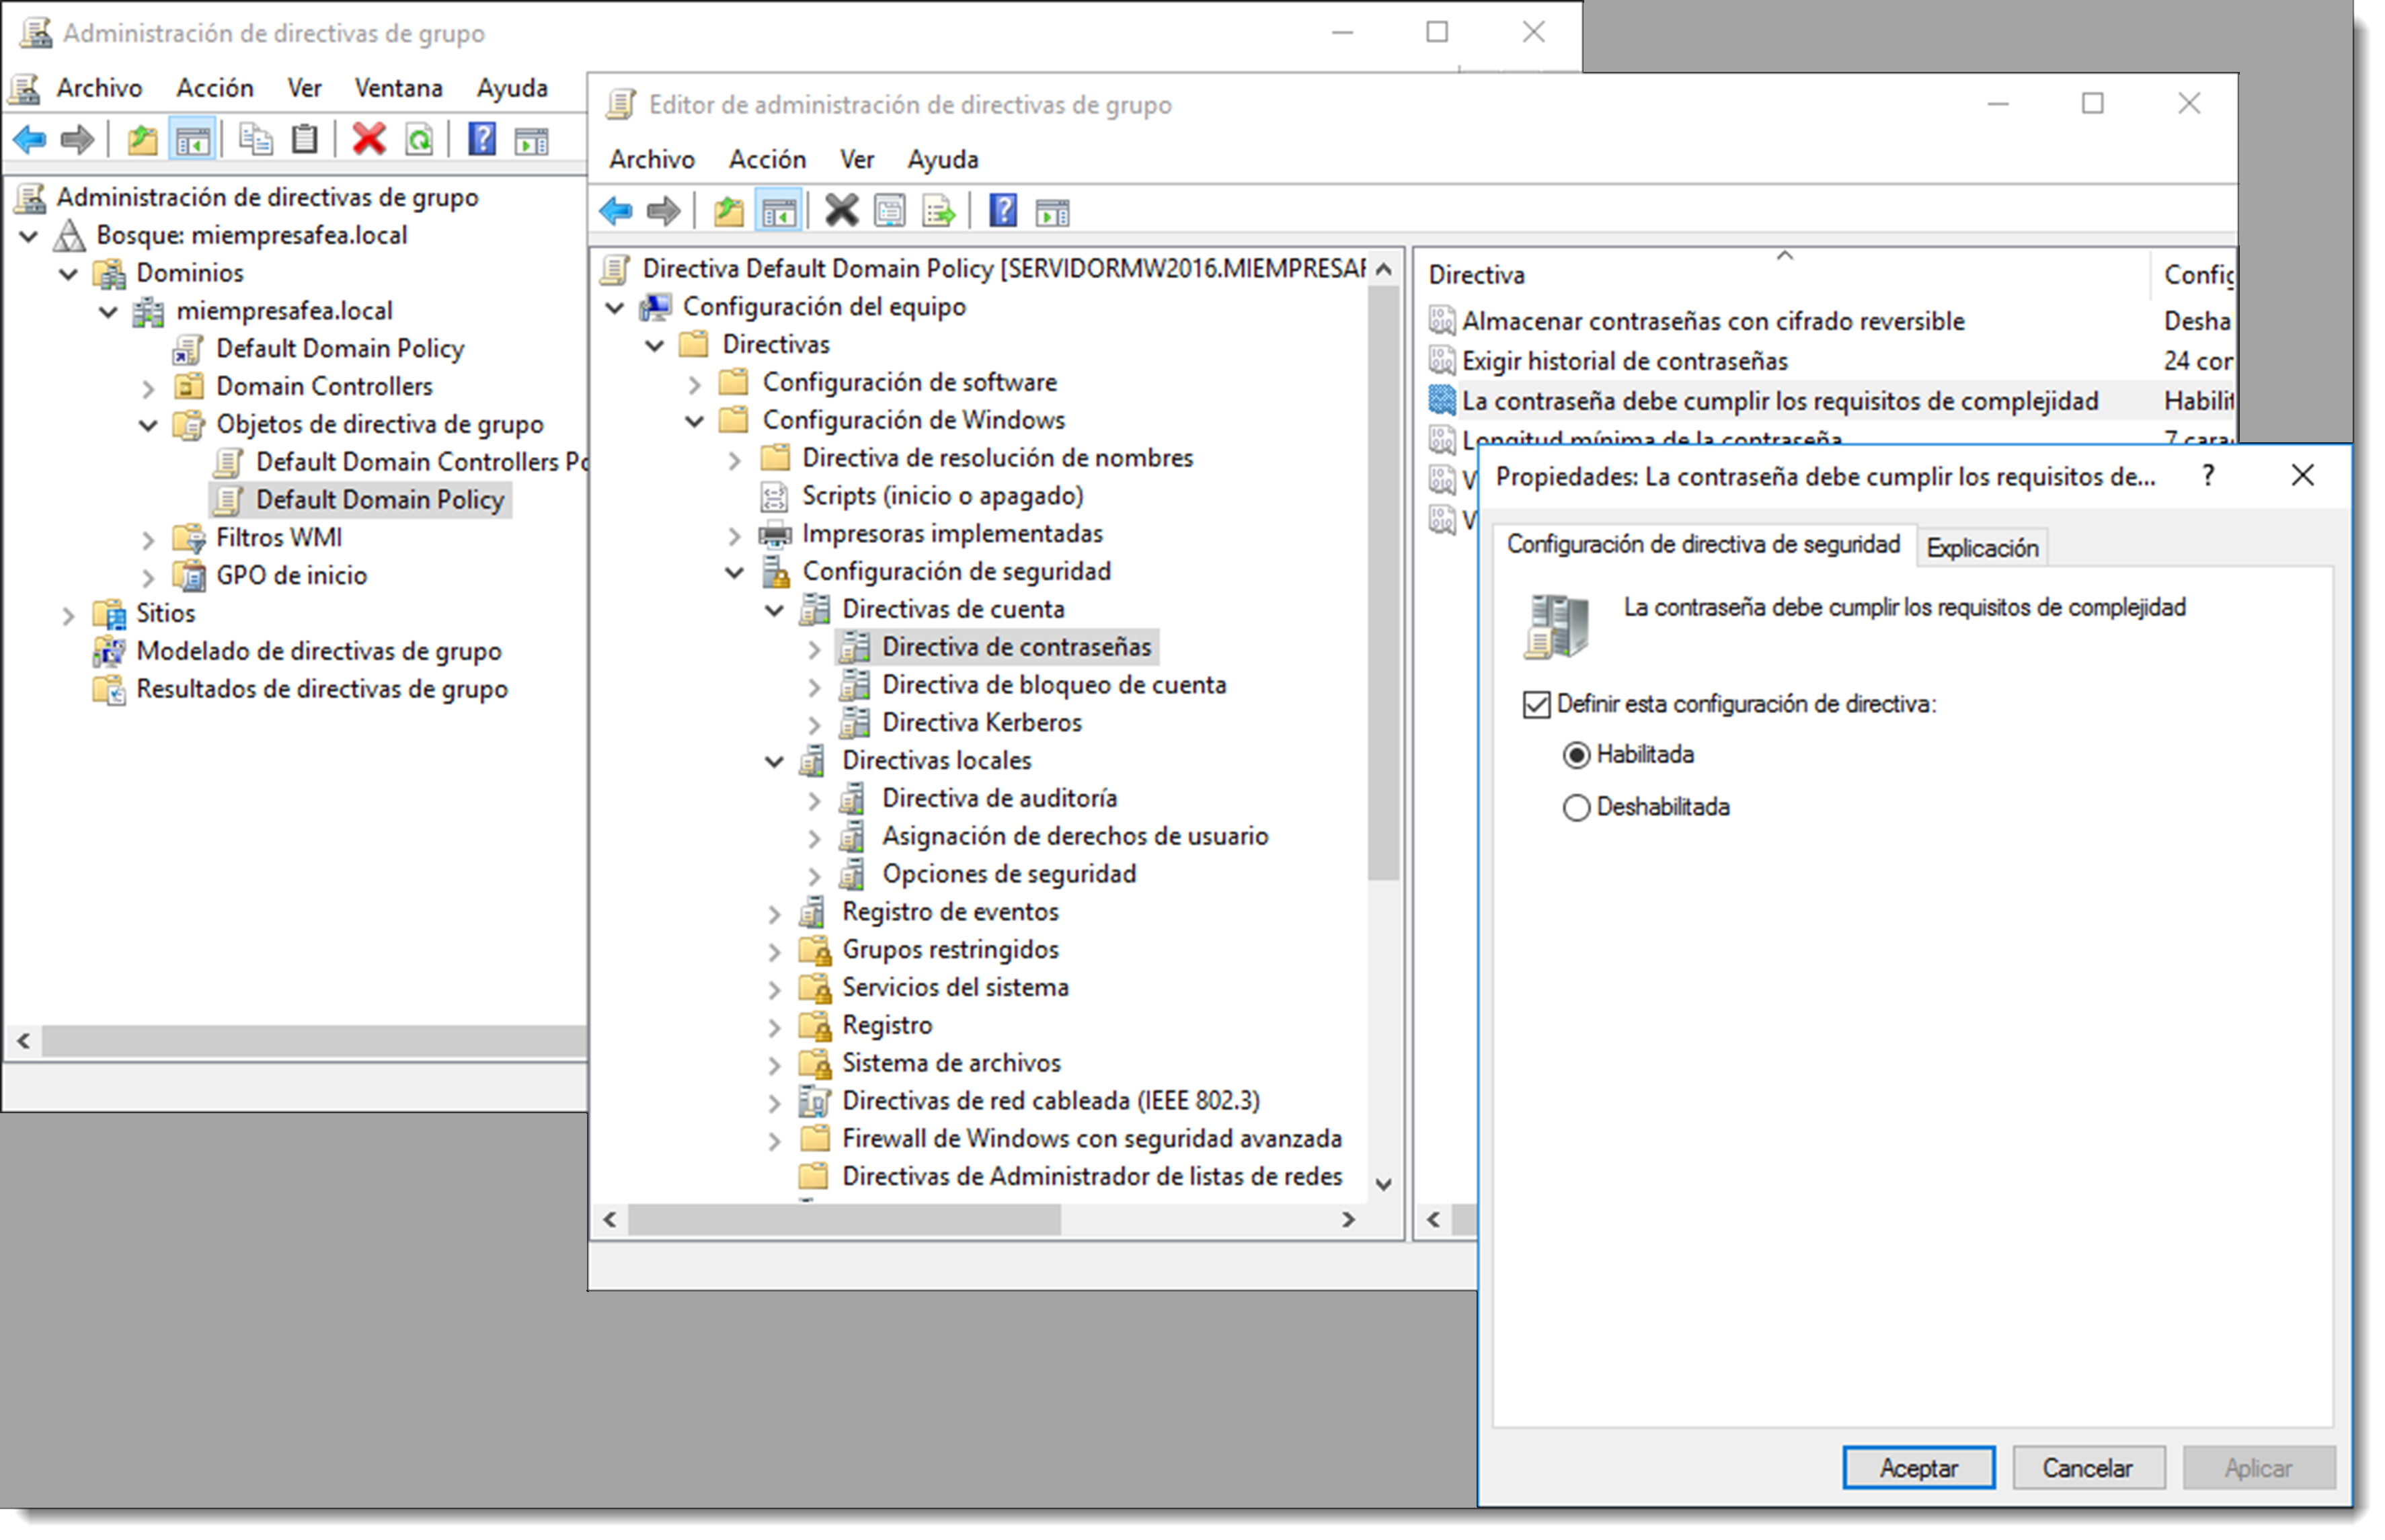 Administración de directivas de grupo
Archivo Acción Ver Ventana Ayuda
Administración de directivas de grupo
Bosque: miempresafea.local
Dominios
miempresafea.local
Default Domain Policy
Domain Controllers
Objetos de directiva de grupo
Default Domain Controllers Po
Default Domain Policy
Filtros WMI
GPO de inicio
Sitios
Modelado de directivas de grupo
Resultados de directivas de grupo
Editor de administración de directivas de grupo
Archivo Acción Ver Ayuda
Directiva Default Domain Policy [SERVIDORMW2016.MIEMPRESAF
Configuración del equipo
Directivas
Configuración de software
Configuración de Windows
Directiva de resolución de nombres
Scripts (inicio o apagado)
Impresoras implementadas
Configuración de seguridad
Directivas de cuenta
Directiva de contraseñas
Directiva de bloqueo de cuenta
Directiva Kerberos
Directivas locales
Directiva de auditoría
Asignación de derechos de usuario
Opciones de seguridad
Registro de eventos
Grupos restringidos
Servicios del sistema
Registro
Sistema de archivos
Directivas de red cableada (IEEE 802.3)
Firewall de Windows con seguridad avanzada
Directivas de Administrador de listas de redes
Directiva Config
Almacenar contraseñas con cifrado reversible Desha
Exigir historial de contraseñas 24 con
La contraseña debe cumplir los requisitos de complejidad Habilit
Longitud mínima de la contraseña 7 cara
V
V
Propiedades: La contraseña debe cumplir los requisitos de... ?
Configuración de directiva de seguridad Explicación
La contraseña debe cumplir los requisitos de complejidad
Definir esta configuración de directiva:
Habilitada
Deshabilitada
Aceptar Cancelar Aplicar